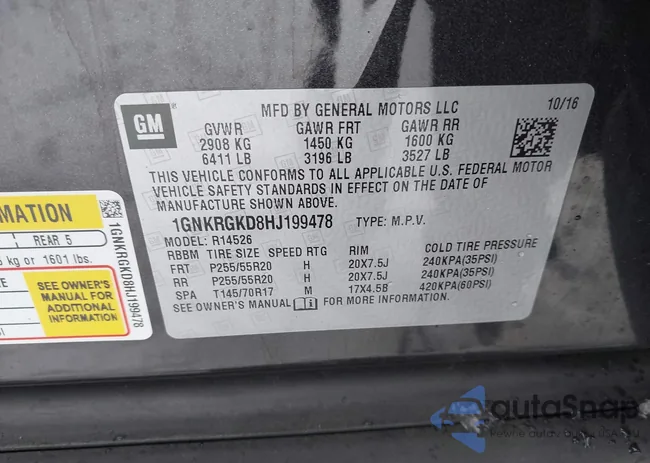 GM
MFD BY GENERAL MOTORS LLC 10/16
GVWR GAWR FRT GAWR RR
2908 KG 1450 KG 1600 KG
6411 LB 3196 LB 3527 LB
THIS VEHICLE CONFORMS TO ALL APPLICABLE U.S. FEDERAL MOTOR
VEHICLE SAFETY STANDARDS IN EFFECT ON THE DATE OF
MANUFACTURE SHOWN ABOVE.
1GNKRGKD8HJ199478 TYPE: M.P.V.
MODEL: R14526
RBBM TIRE SIZE SPEED RTG RIM COLD TIRE PRESSURE
FRT P255/55R20 H 20X7.5J 240KPA(35PSI)
RR P255/55R20 H 20X7.5J 240KPA(35PSI)
SPA T145/70R17 M 17X4.5B 420KPA(60PSI)
SEE OWNER'S MANUAL FOR MORE INFORMATION.
MATION
REAR 5
kg or 1601 lbs.
SEE OWNER'S
MANUAL FOR
ADDITIONAL
INFORMATION
1GNKRGKD8HJ199478
autoSnap